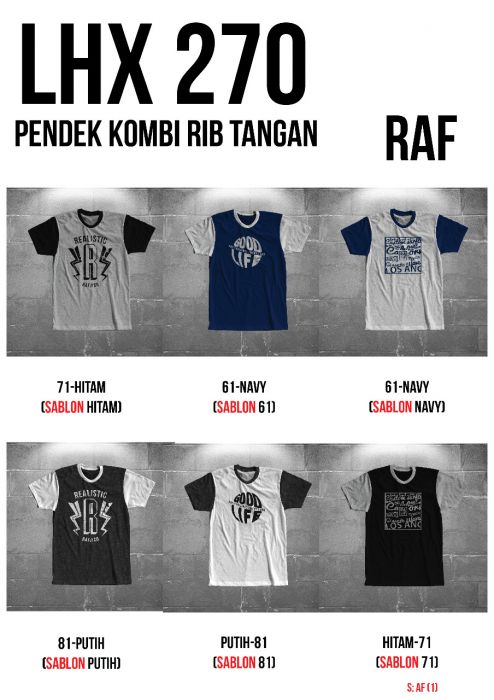 LHX 270
PENDEK KOMBI RIB TANGAN
RAF
REALISTIC
R
GOOD
LIFE
LOS ANG
71-HITAM
(SABLON HITAM)
61-NAVY
(SABLON 61)
61-NAVY
(SABLON NAVY)
REALISTIC
R
GOOD
LIFE
LOS ANG
81-PUTIH
(SABLON PUTIH)
PUTIH-81
(SABLON 81)
HITAM-71
(SABLON 71)
S: AF (1)